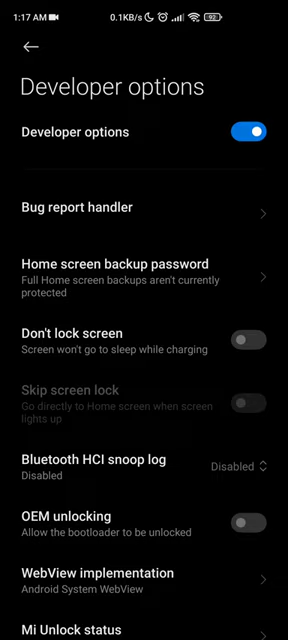 1:17 AM
0.1KB/s
92
Developer options
Developer options
Bug report handler
Home screen backup password
Full Home screen backups aren't currently
protected
Don't lock screen
Screen won't go to sleep while charging
Skip screen lock
Go directly to Home screen when screen
lights up
Bluetooth HCI snoop log
Disabled
Disabled
OEM unlocking
Allow the bootloader to be unlocked
WebView implementation
Android System WebView
Mi Unlock status